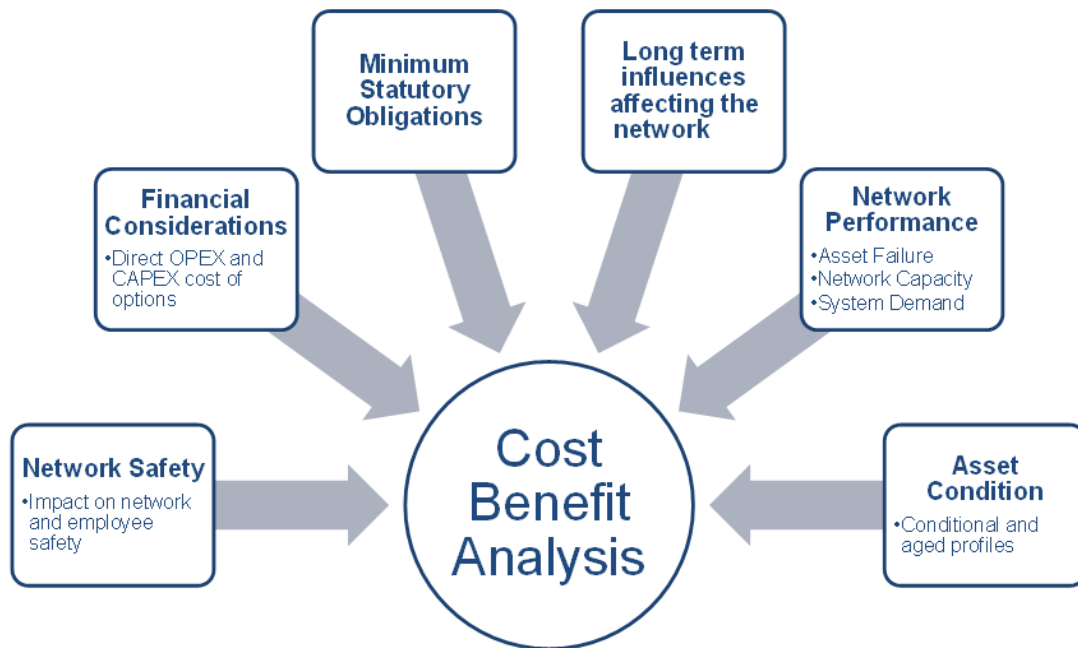 Minimum
Statutory
Obligations
Long term
influences
affecting the
network
Financial
Considerations
•Direct OPEX and
CAPEX cost of
options
Network
Performance
•Asset Failure
•Network Capacity
•System Demand
Network Safety
•Impact on network
and employee
safety
Cost
Benefit
Analysis
Asset
Condition
•Conditional and
aged profiles